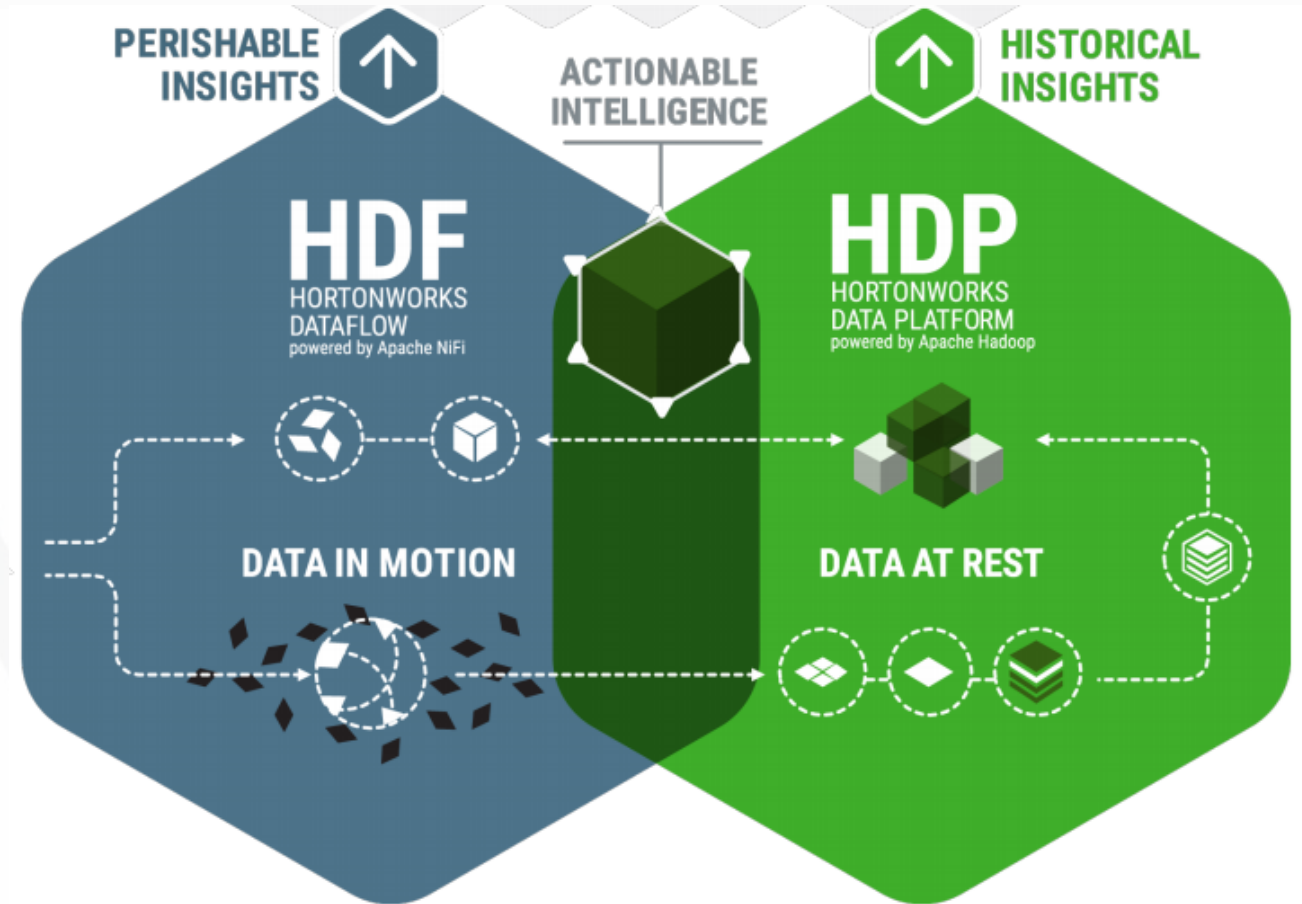 PERISHABLE
INSIGHTS
ACTIONABLE
INTELLIGENCE
HISTORICAL
INSIGHTS
HDF
HORTONWORKS
DATAFLOW
powered by Apache NiFi
HDP
HORTONWORKS
DATA PLATFORM
powered by Apache Hadoop
DATA IN MOTION
DATA AT REST